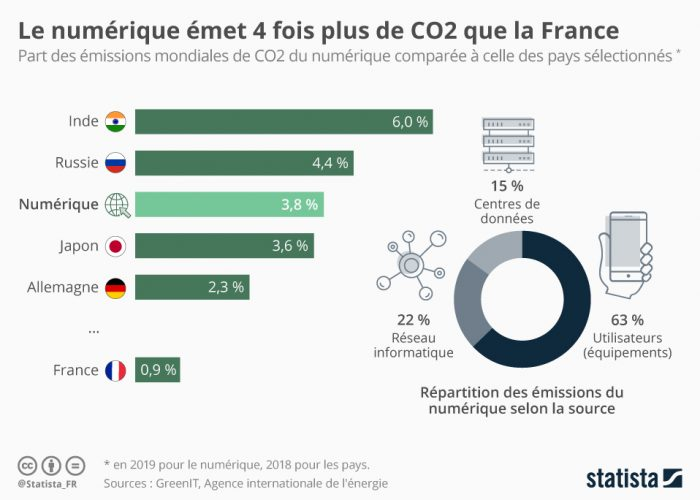 Le numérique émet 4 fois plus de CO2 que la France
Part des émissions mondiales de CO2 du numérique comparée à celle des pays sélectionnés *
Inde 6,0 %
Russie 4,4 %
Numérique 3,8 %
Japon 3,6 %
Allemagne 2,3 %
...
France 0,9 %
15 %
Centres de
données
22 %
Réseau
informatique
63 %
Utilisateurs
(équipements)
Répartition des émissions du
numérique selon la source
@Statista_FR
* en 2019 pour le numérique, 2018 pour les pays.
Sources : GreenIT, Agence internationale de l'énergie
cc
statista